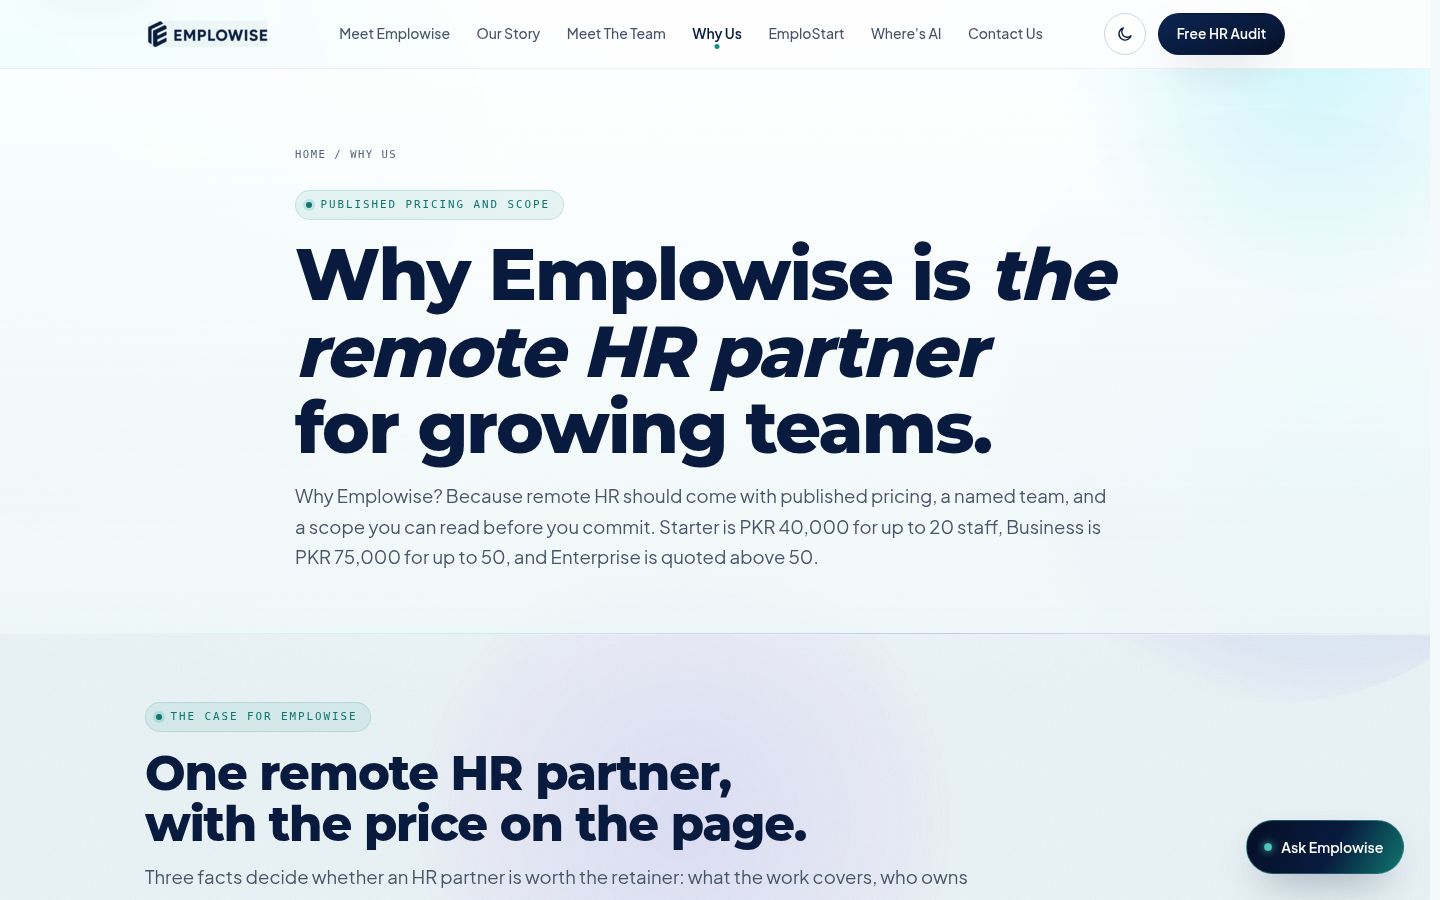 EMPLOWISE
Meet Emplowise
Our Story
Meet The Team
Why Us
EmploStart
Where's AI
Contact Us
Free HR Audit
HOME / WHY US
PUBLISHED PRICING AND SCOPE
Why Emplowise is the
remote HR partner
for growing teams.
Why Emplowise? Because remote HR should come with published pricing, a named team, and
a scope you can read before you commit. Starter is PKR 40,000 for up to 20 staff, Business is
PKR 75,000 for up to 50, and Enterprise is quoted above 50.
THE CASE FOR EMPLOWISE
One remote HR partner,
with the price on the page.
Three facts decide whether an HR partner is worth the retainer: what the work covers, who owns
Ask Emplowise